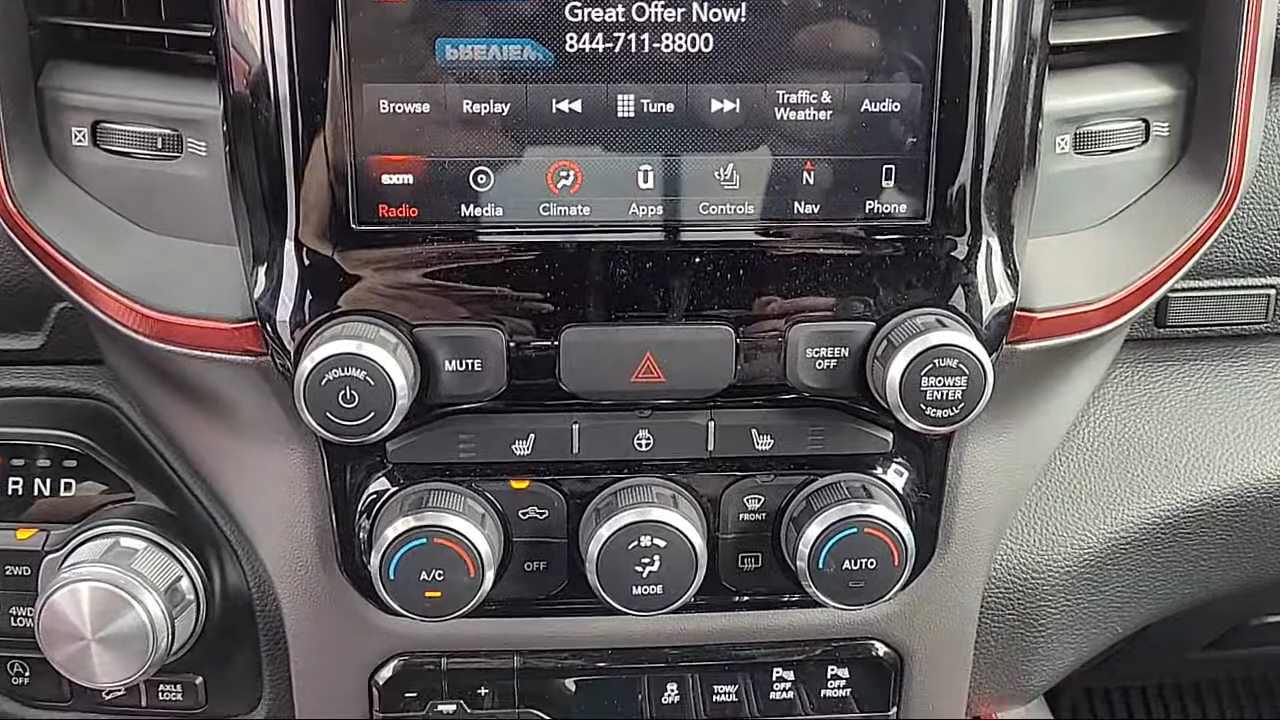 Great Offer Now!
844-711-8800
PREVIEW
Browse Replay Tune Traffic & Weather Audio
sxm
Radio Media Climate Apps Controls N Nav Phone
VOLUME
MUTE
SCREEN
OFF
TUNE
BROWSE
ENTER
SCROLL
R N D
2WD
4WD
LOW
OFF
AXLE
LOCK
A/C
OFF
MODE
FRONT
AUTO
- +
OFF
TOW/
HAUL
P
OFF
REAR
P
OFF
FRONT